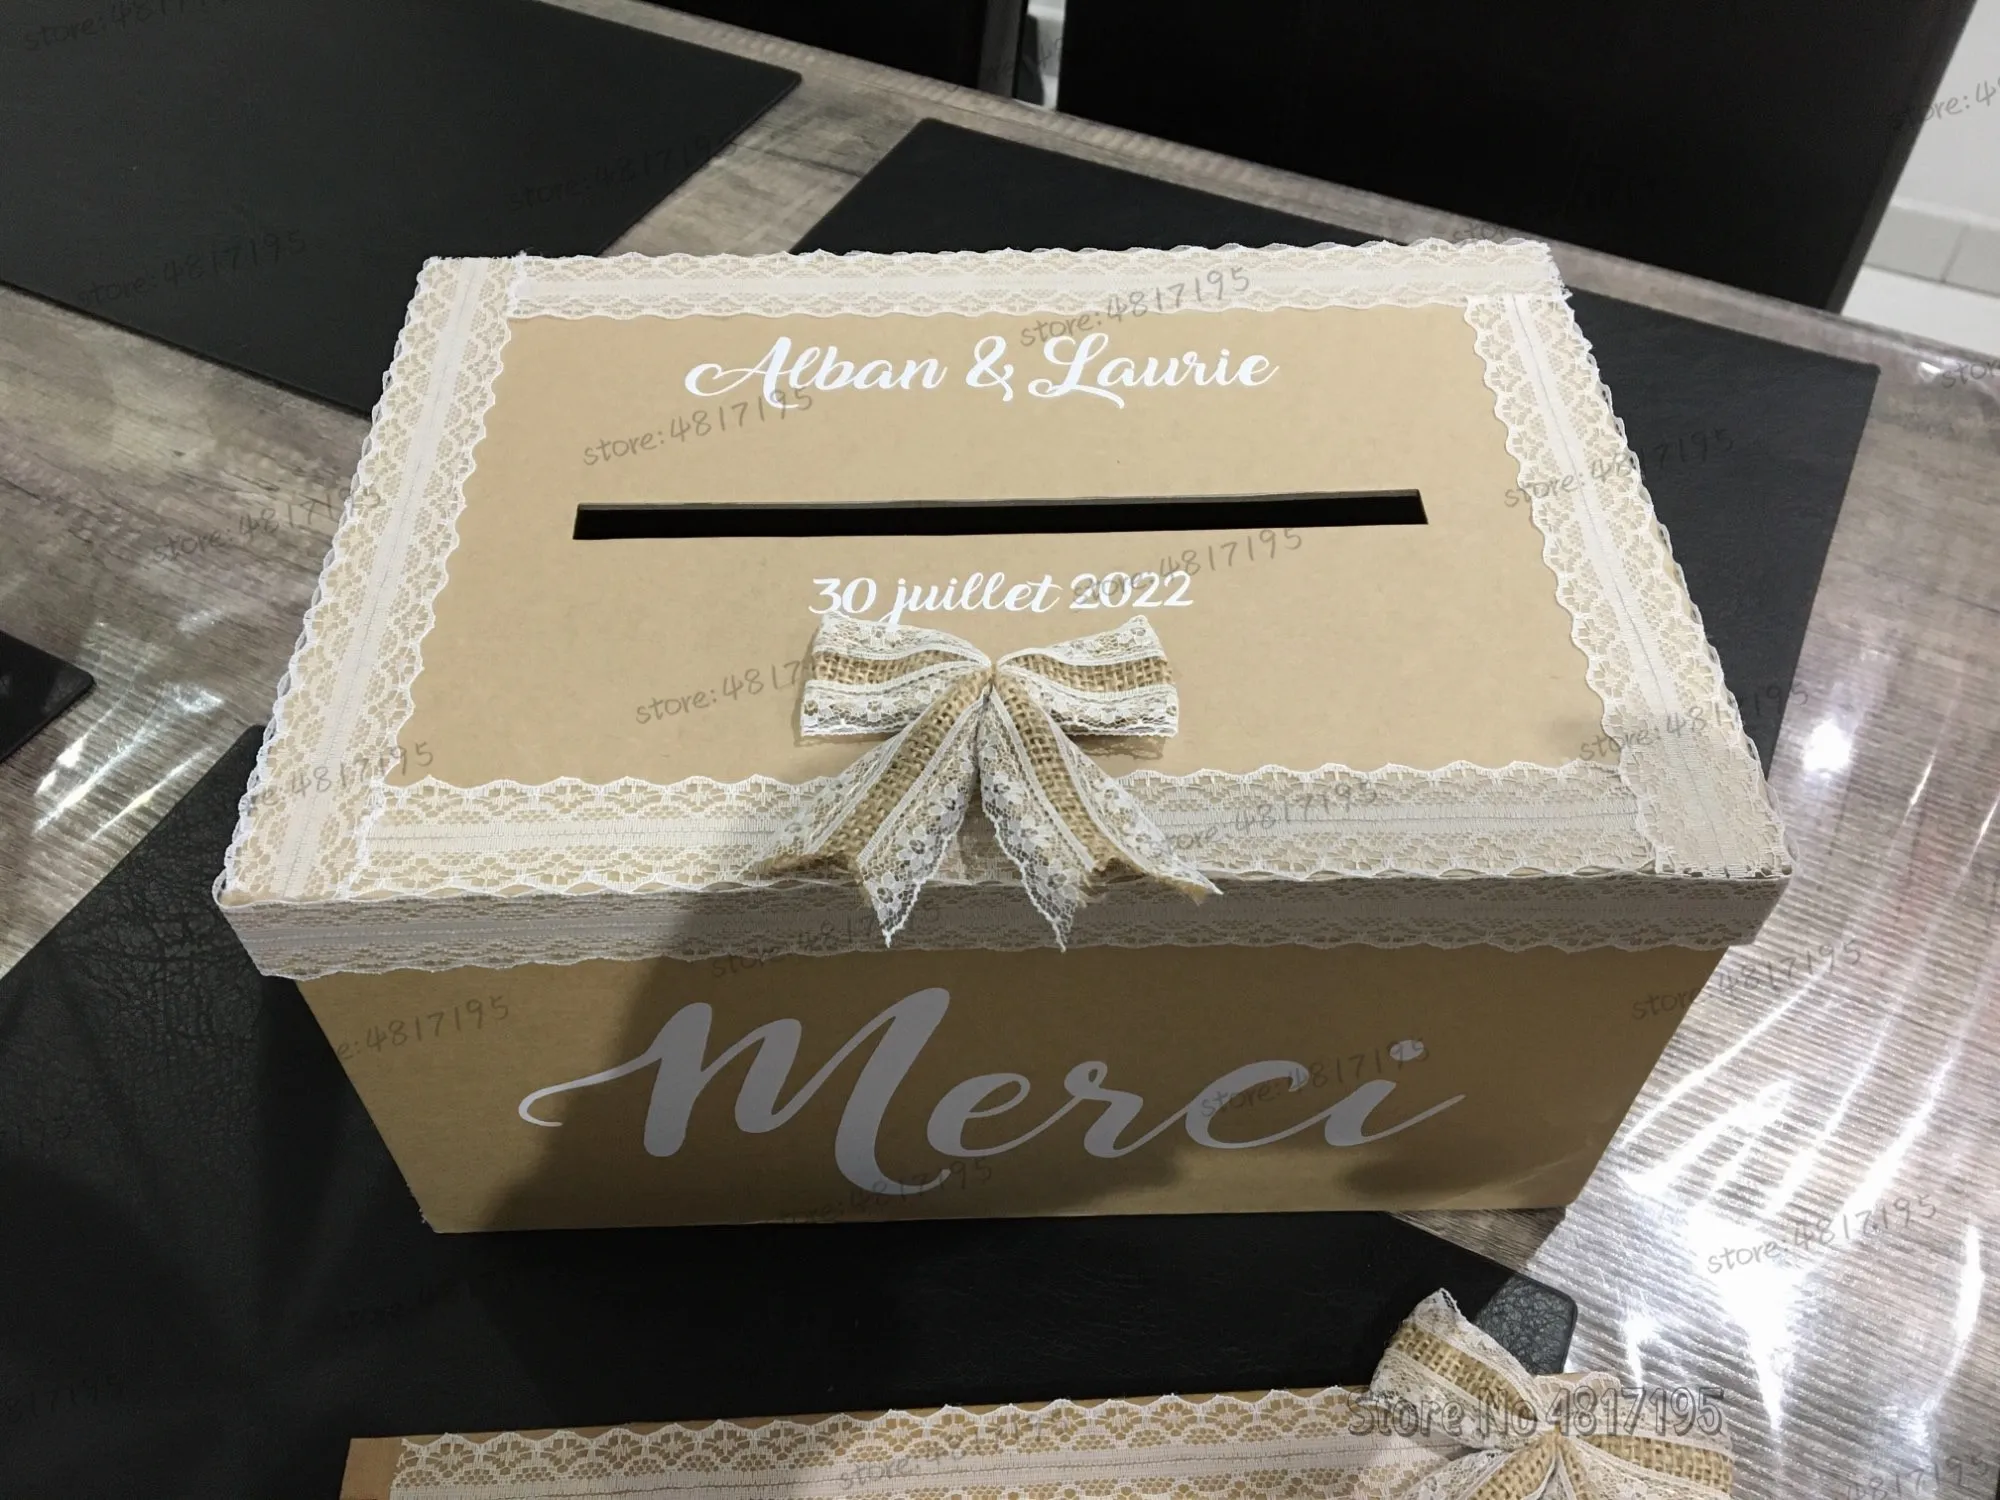 Alban & Laurie
30 juillet 2022
Merci
store:4817195
Store No 4817195